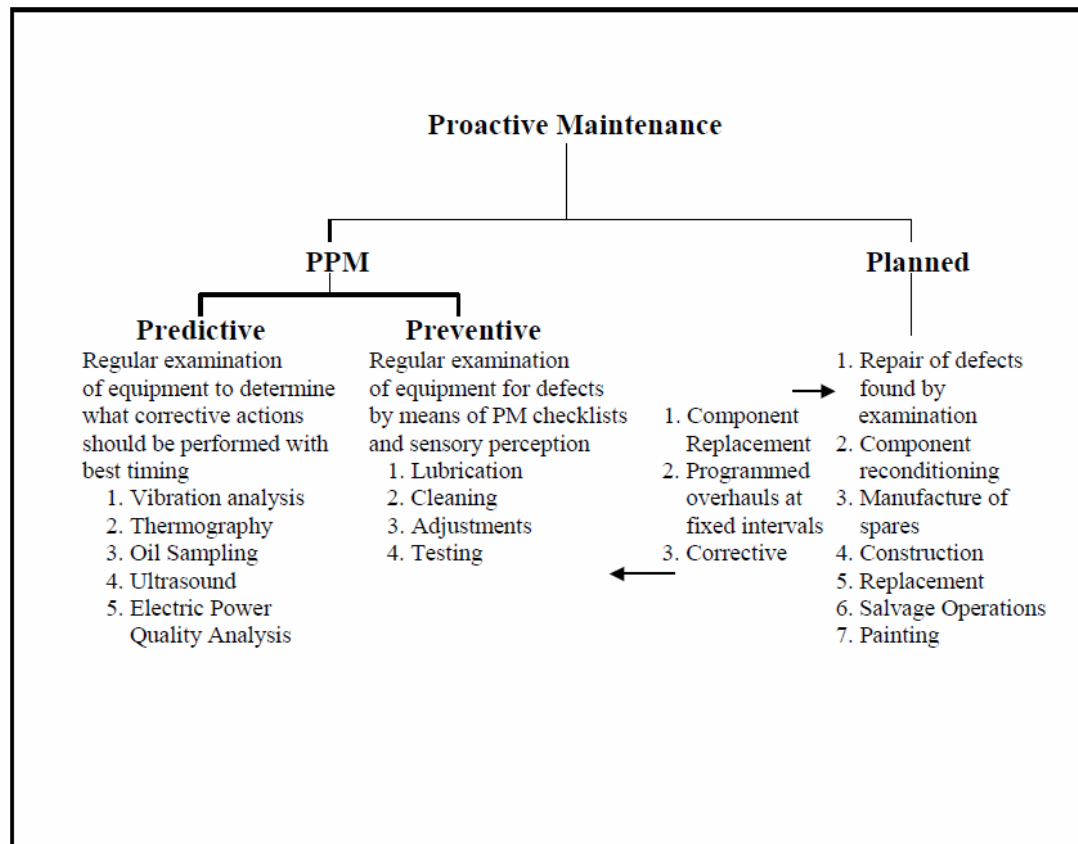 Proactive Maintenance
PPM
Planned
Predictive
Regular examination
of equipment to determine
what corrective actions
should be performed with
best timing
1. Vibration analysis
2. Thermography
3. Oil Sampling
4. Ultrasound
5. Electric Power
Quality Analysis
Preventive
Regular examination
of equipment for defects
by means of PM checklists
and sensory perception
1. Lubrication
2. Cleaning
3. Adjustments
4. Testing
1. Component
Replacement
2. Programmed
overhauls at
fixed intervals
3. Corrective
1. Repair of defects
found by
examination
2. Component
reconditioning
3. Manufacture of
spares
4. Construction
5. Replacement
6. Salvage Operations
7. Painting